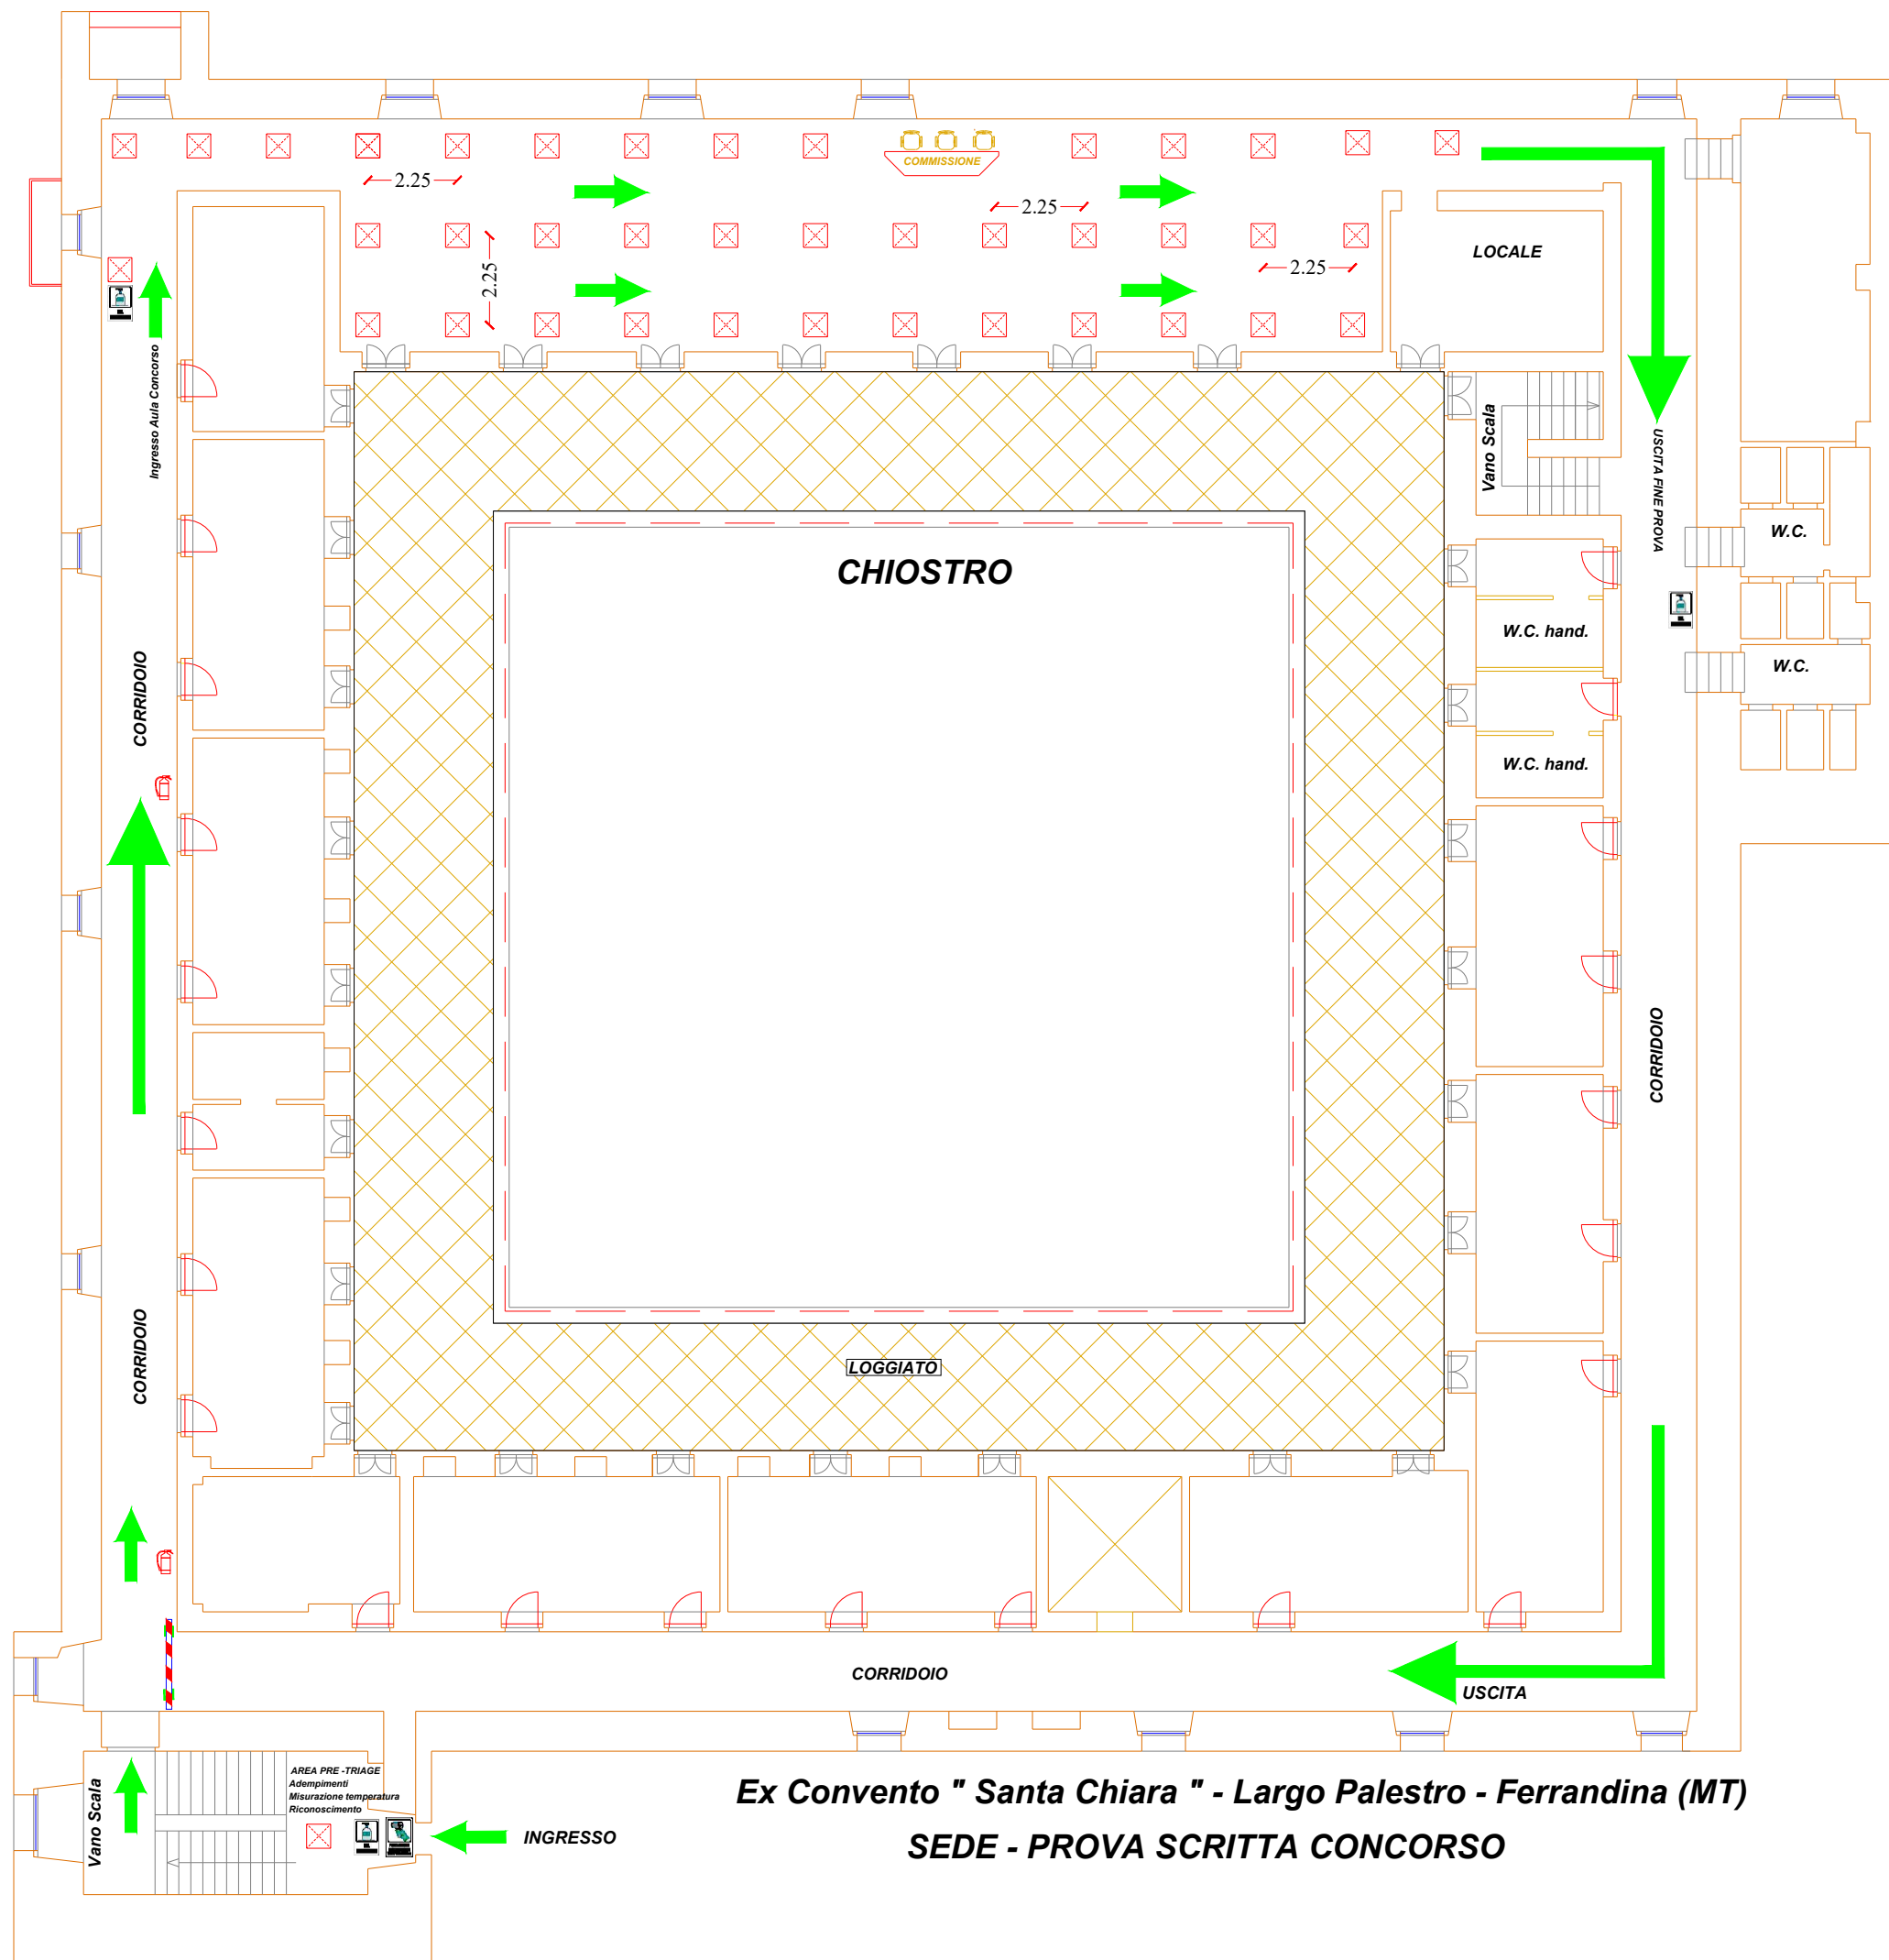 COMMISSIONE
2.25
2.25
2.25
2.25
LOCALE
Ingresso Aula Concorso
Vano Scala
USCITA FINE PROVA
W.C.
CHIOSTRO
W.C. hand.
W.C.
CORRIDOIO
W.C. hand.
CORRIDOIO
CORRIDOIO
LOGGIATO
CORRIDOIO
USCITA
AREA PRE -TRIAGE
Adempimenti
Misurazione temperatura
Riconoscimento
Vano Scala
INGRESSO
Ex Convento " Santa Chiara " - Largo Palestro - Ferrandina (MT)
SEDE - PROVA SCRITTA CONCORSO